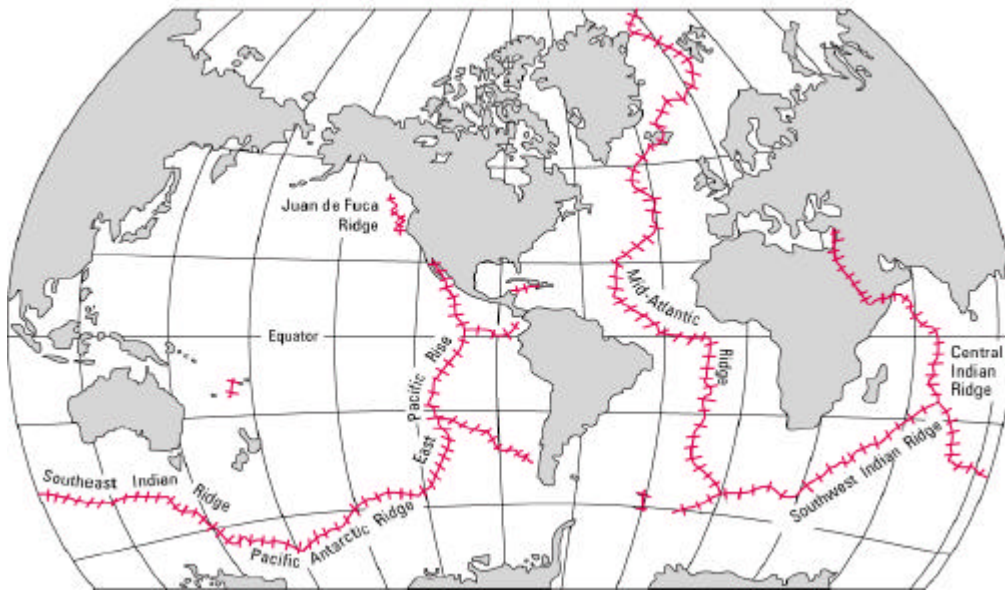 Juan de Fuca
Ridge
Mid-Atlantic
Ridge
Equator
East Pacific Rise
Central
Indian
Ridge
Southeast Indian Ridge
Pacific Antarctic Ridge
Southwest Indian Ridge